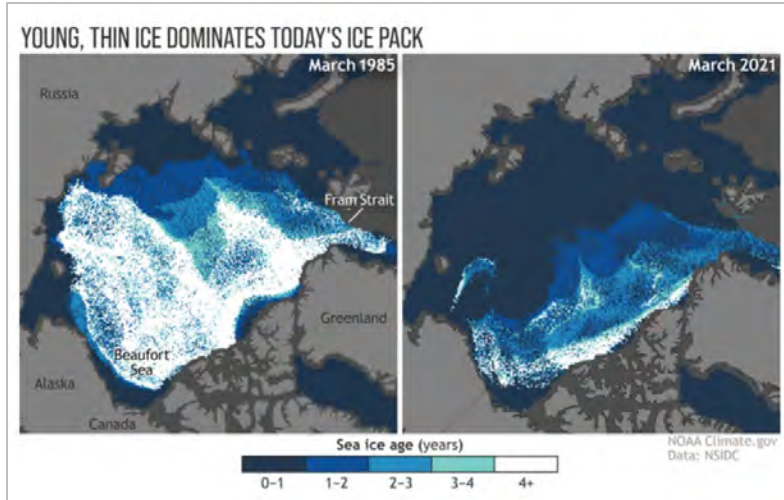 YOUNG, THIN ICE DOMINATES TODAY'S ICE PACK
March 1985
March 2021
Russia
Fram Strait
Greenland
Beaufort
Sea
Alaska
Canada
Sea ice age (years)
0–1
1–2
2–3
3–4
4+
NOAA Climate.gov
Data: NSIDC